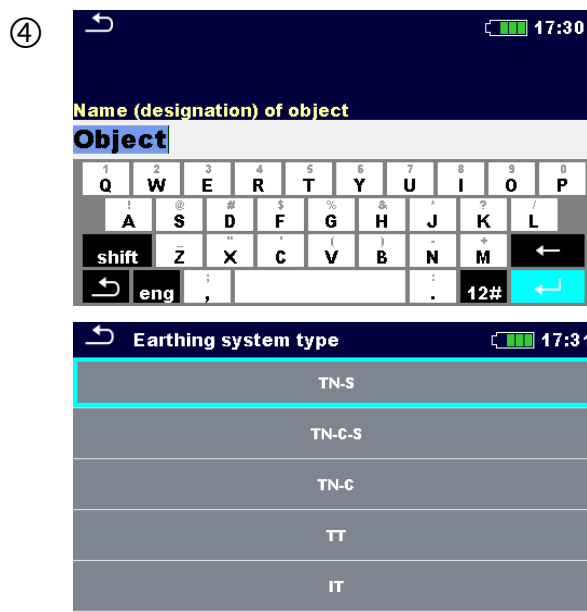 ④
17:30
Name (designation) of object
Object
1 2 3 4 5 6 7 8 9 0
Q W E R T Y U I O P
! @ # $ % & * ? /
A S D F G H J K L
_ " ' ( ) - +
shift Z X C V B N M
; :
eng , . 12#
Earthing system type 17:31
TN-S
TN-C-S
TN-C
TT
IT